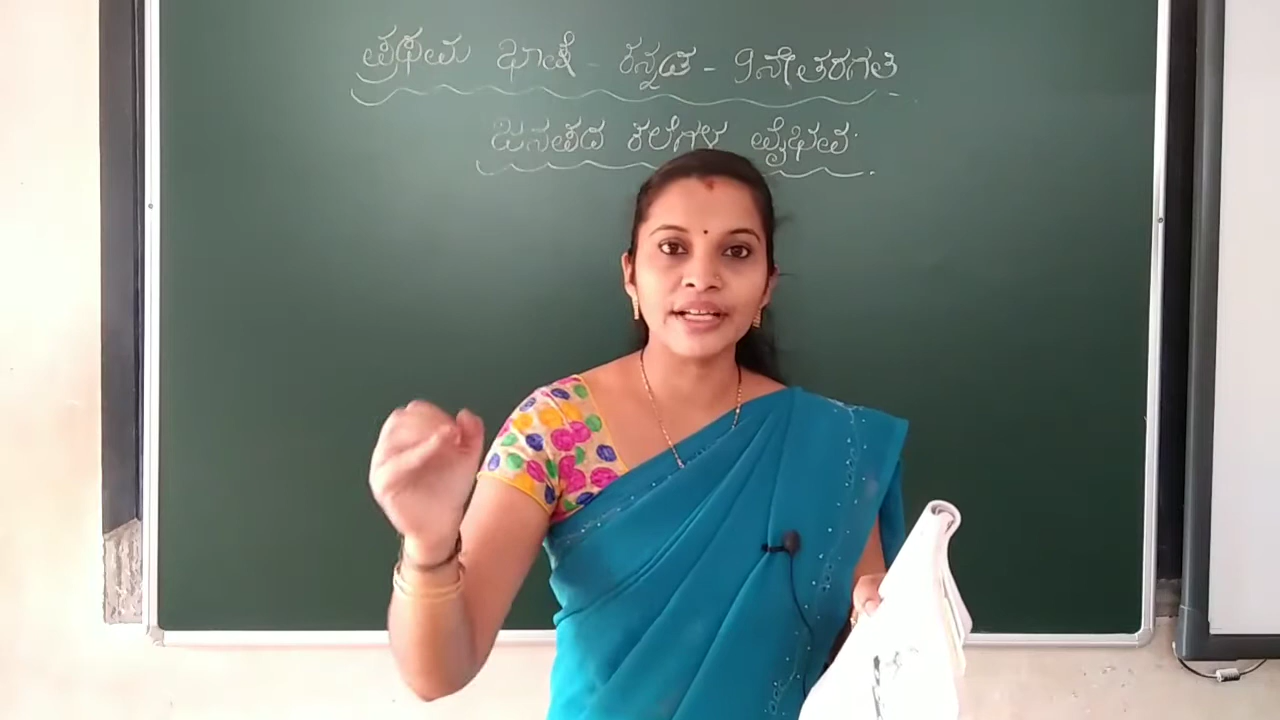 ಪ್ರಥಮ ಭಾಷೆ - ಕನ್ನಡ - 9ನೇ ತರಗತಿ
ಜನಪದ ಕಲೆಗಳ ವೈಭವ.